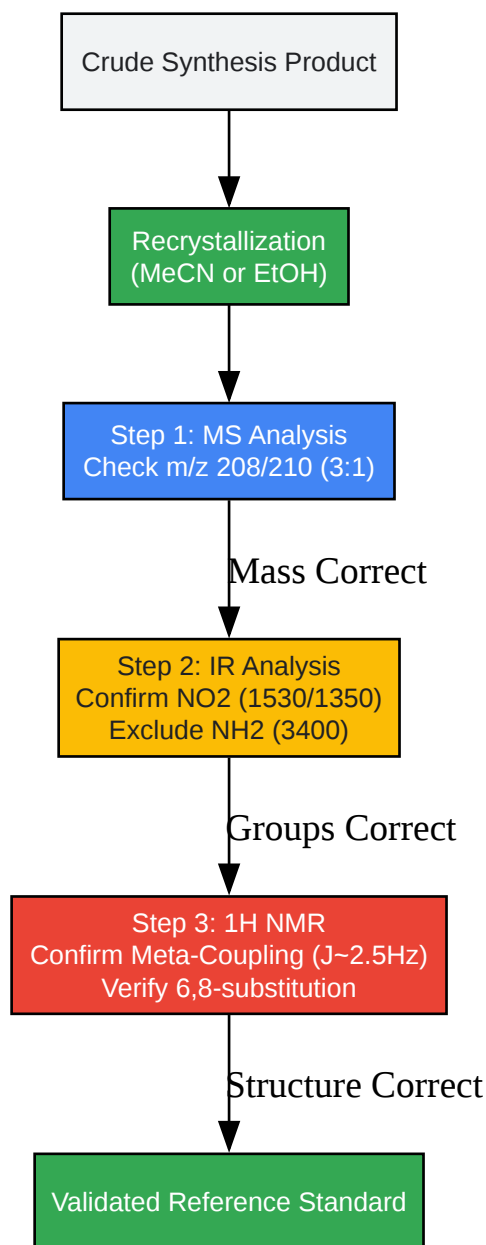 Crude Synthesis Product
Recrystallization
(MeCN or EtOH)
Step 1: MS Analysis
Check m/z 208/210 (3:1)
Mass Correct
Step 2: IR Analysis
Confirm NO2 (1530/1350)
Exclude NH2 (3400)
Groups Correct
Step 3: 1H NMR
Confirm Meta-Coupling (J~2.5Hz)
Verify 6,8-substitution
Structure Correct
Validated Reference Standard